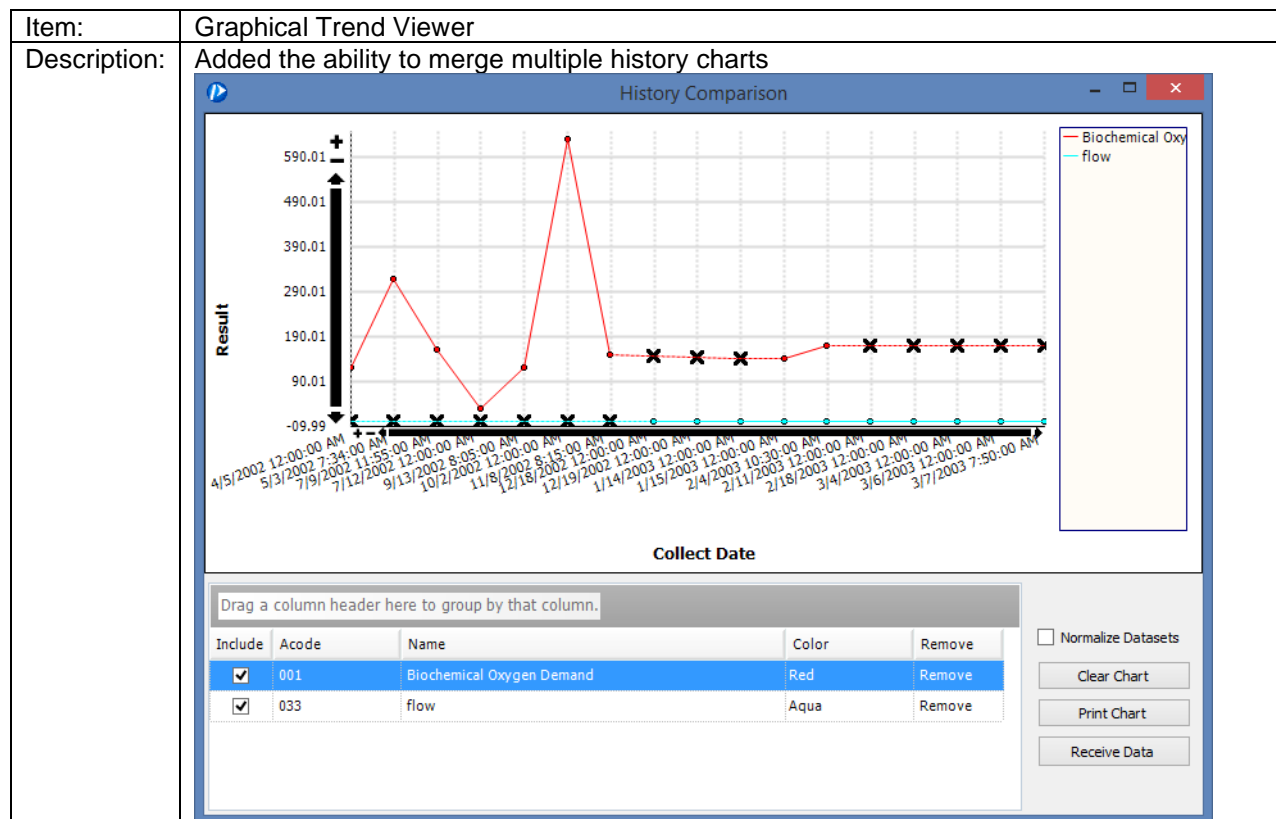 Item: Graphical Trend Viewer
Description: Added the ability to merge multiple history charts
History Comparison
590.01
490.01
390.01
290.01
190.01
90.01
-09.99
Result
Biochemical Oxy
flow
4/5/2002 12:00:00 AM
5/3/2002 7:34:00 AM
7/9/2002 11:55:00 AM
7/12/2002 12:00:00 AM
9/13/2002 8:05:00 AM
10/2/2002 12:00:00 AM
11/8/2002 8:15:00 AM
12/18/2002 12:00:00 AM
12/19/2002 12:00:00 AM
1/14/2003 12:00:00 AM
1/15/2003 12:00:00 AM
2/4/2003 10:30:00 AM
2/11/2003 12:00:00 AM
2/18/2003 12:00:00 AM
3/4/2003 12:00:00 AM
3/6/2003 12:00:00 AM
3/7/2003 7:50:00 AM
Collect Date
Drag a column header here to group by that column.
Include Acode Name Color Remove
001 Biochemical Oxygen Demand Red Remove
033 flow Aqua Remove
Normalize Datasets
Clear Chart
Print Chart
Receive Data